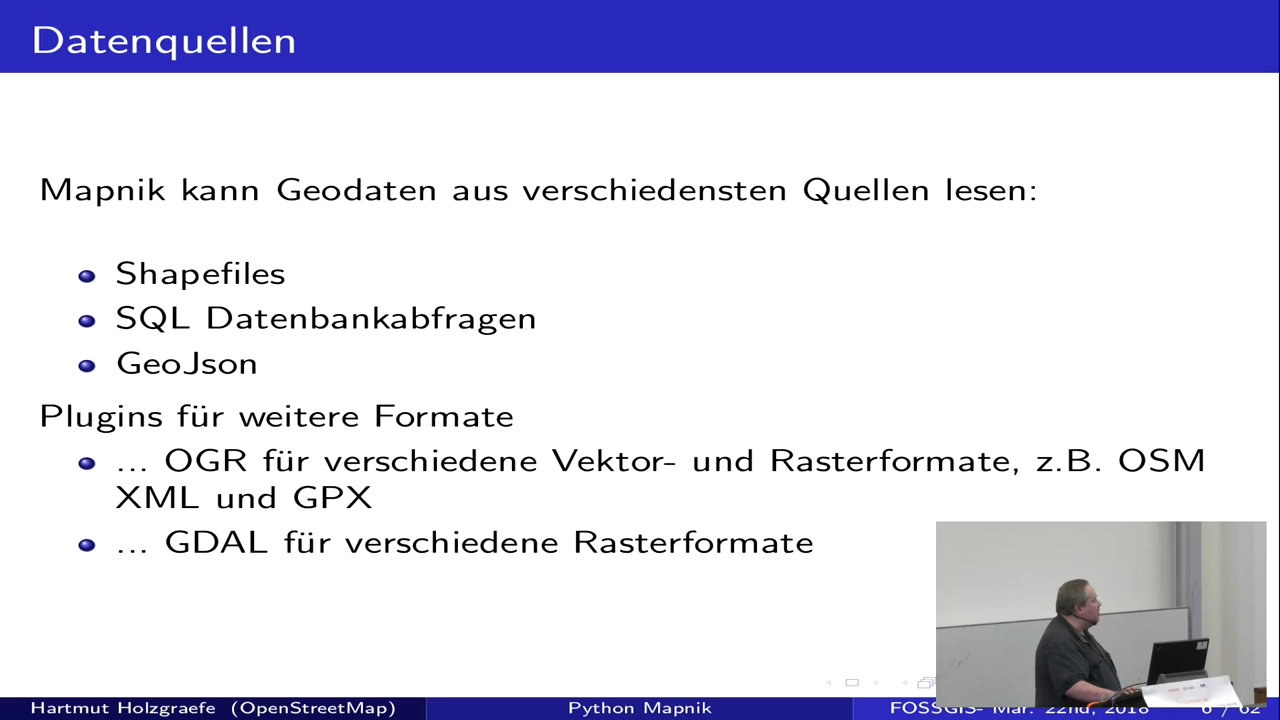 Datenquellen
Mapnik kann Geodaten aus verschiedensten Quellen lesen:
Shapefiles
SQL Datenbankabfragen
GeoJson
Plugins für weitere Formate
... OGR für verschiedene Vektor- und Rasterformate, z.B. OSM
XML und GPX
... GDAL für verschiedene Rasterformate
Hartmut Holzgraefe (OpenStreetMap) Python Mapnik FOSSGIS- Mar. 22nd, 2018 6 / 62